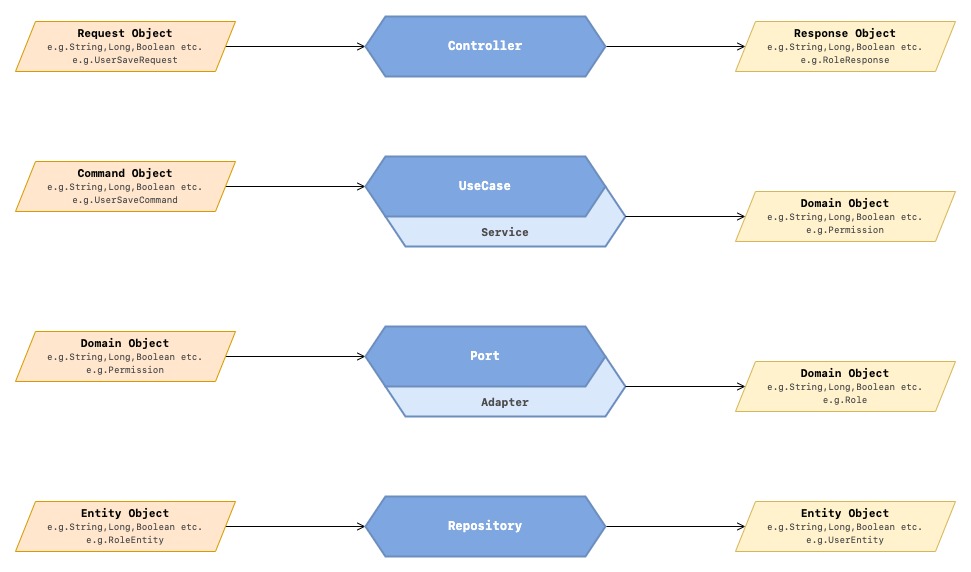 Request Object
e.g.String,Long,Boolean etc.
e.g.UserSaveRequest
Controller
Response Object
e.g.String,Long,Boolean etc.
e.g.RoleResponse
Command Object
e.g.String,Long,Boolean etc.
e.g.UserSaveCommand
UseCase
Service
Domain Object
e.g.String,Long,Boolean etc.
e.g.Permission
Domain Object
e.g.String,Long,Boolean etc.
e.g.Permission
Port
Adapter
Domain Object
e.g.String,Long,Boolean etc.
e.g.Role
Entity Object
e.g.String,Long,Boolean etc.
e.g.RoleEntity
Repository
Entity Object
e.g.String,Long,Boolean etc.
e.g.UserEntity